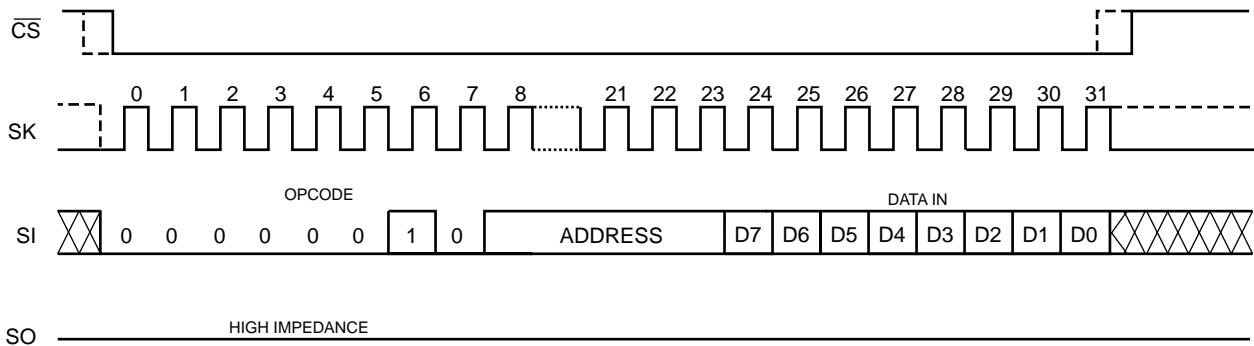 CS
0 1 2 3 4 5 6 7 8 21 22 23 24 25 26 27 28 29 30 31
SK
OPCODE DATA IN
SI 0 0 0 0 0 0 1 0 ADDRESS D7 D6 D5 D4 D3 D2 D1 D0
HIGH IMPEDANCE
SO